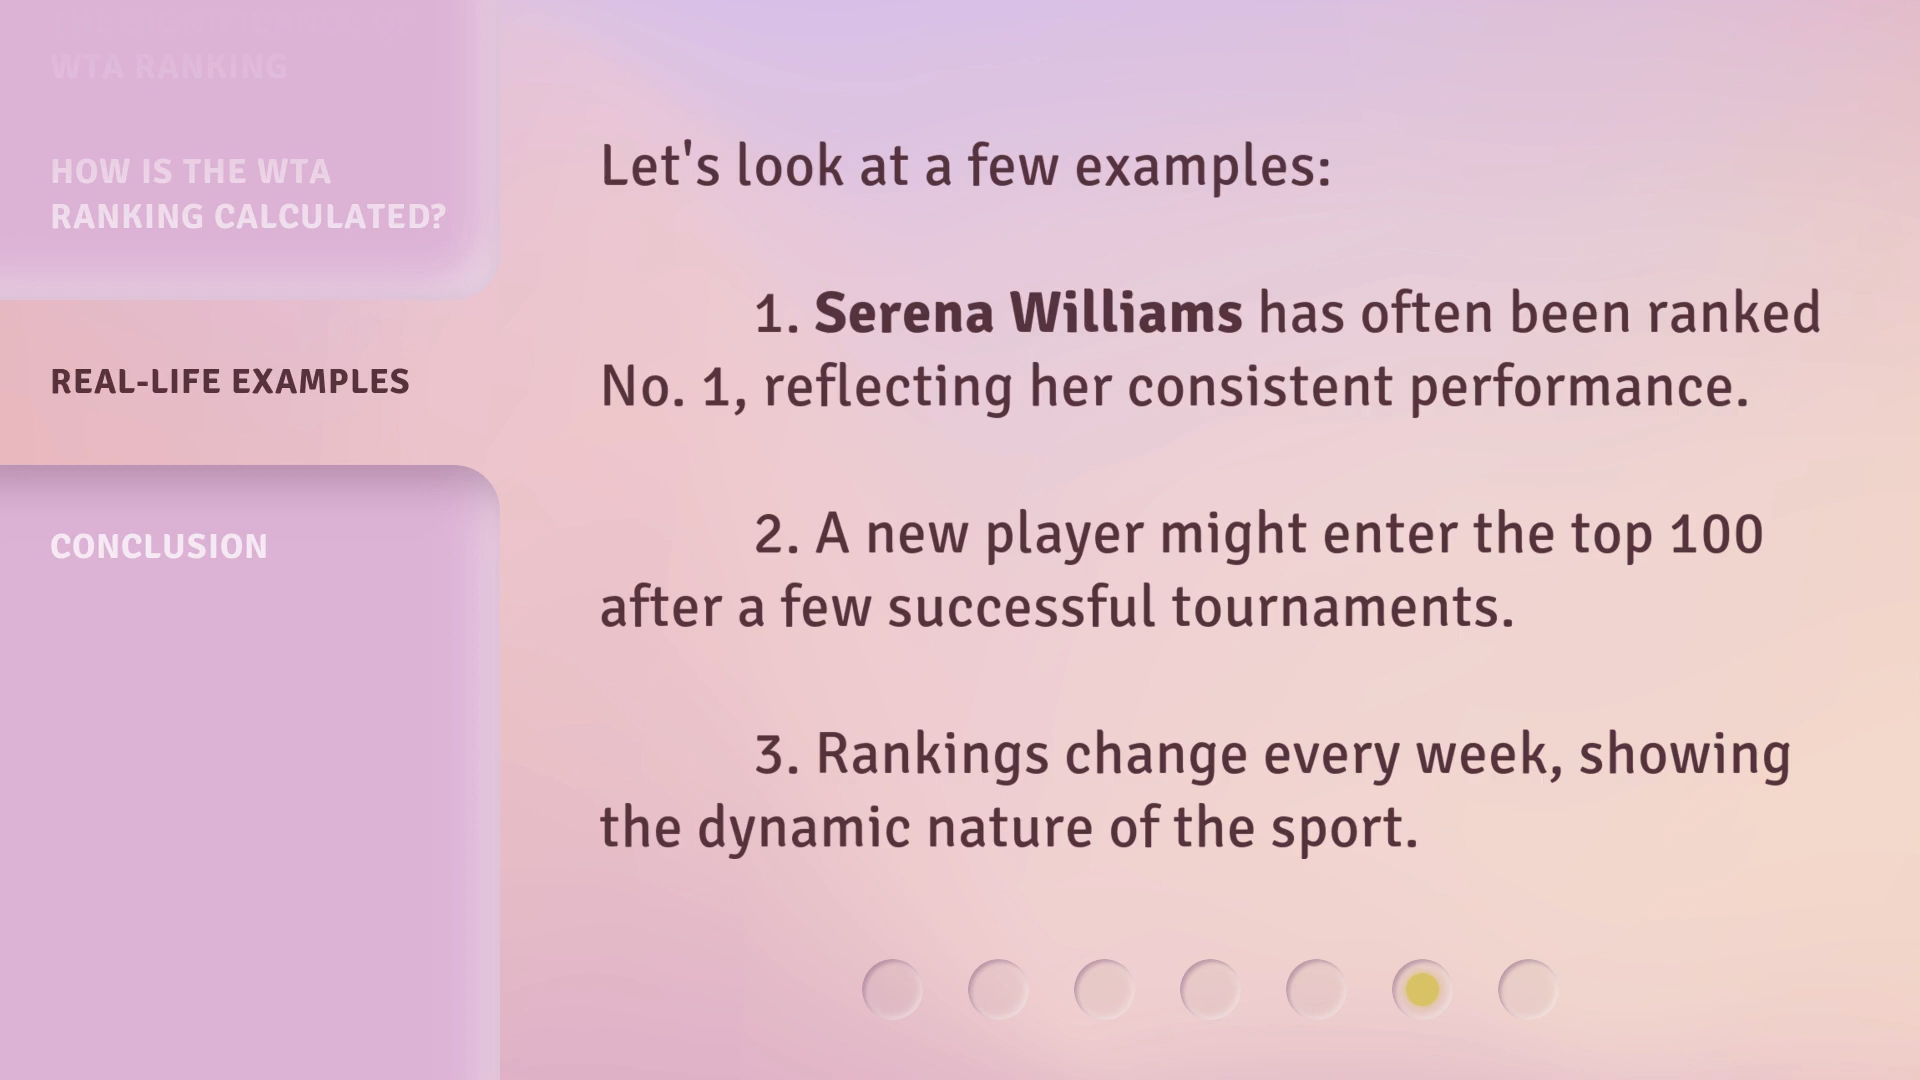 WTA RANKING
HOW IS THE WTA
RANKING CALCULATED?
REAL-LIFE EXAMPLES
CONCLUSION
Let's look at a few examples:
1. Serena Williams has often been ranked
No. 1, reflecting her consistent performance.
2. A new player might enter the top 100
after a few successful tournaments.
3. Rankings change every week, showing
the dynamic nature of the sport.